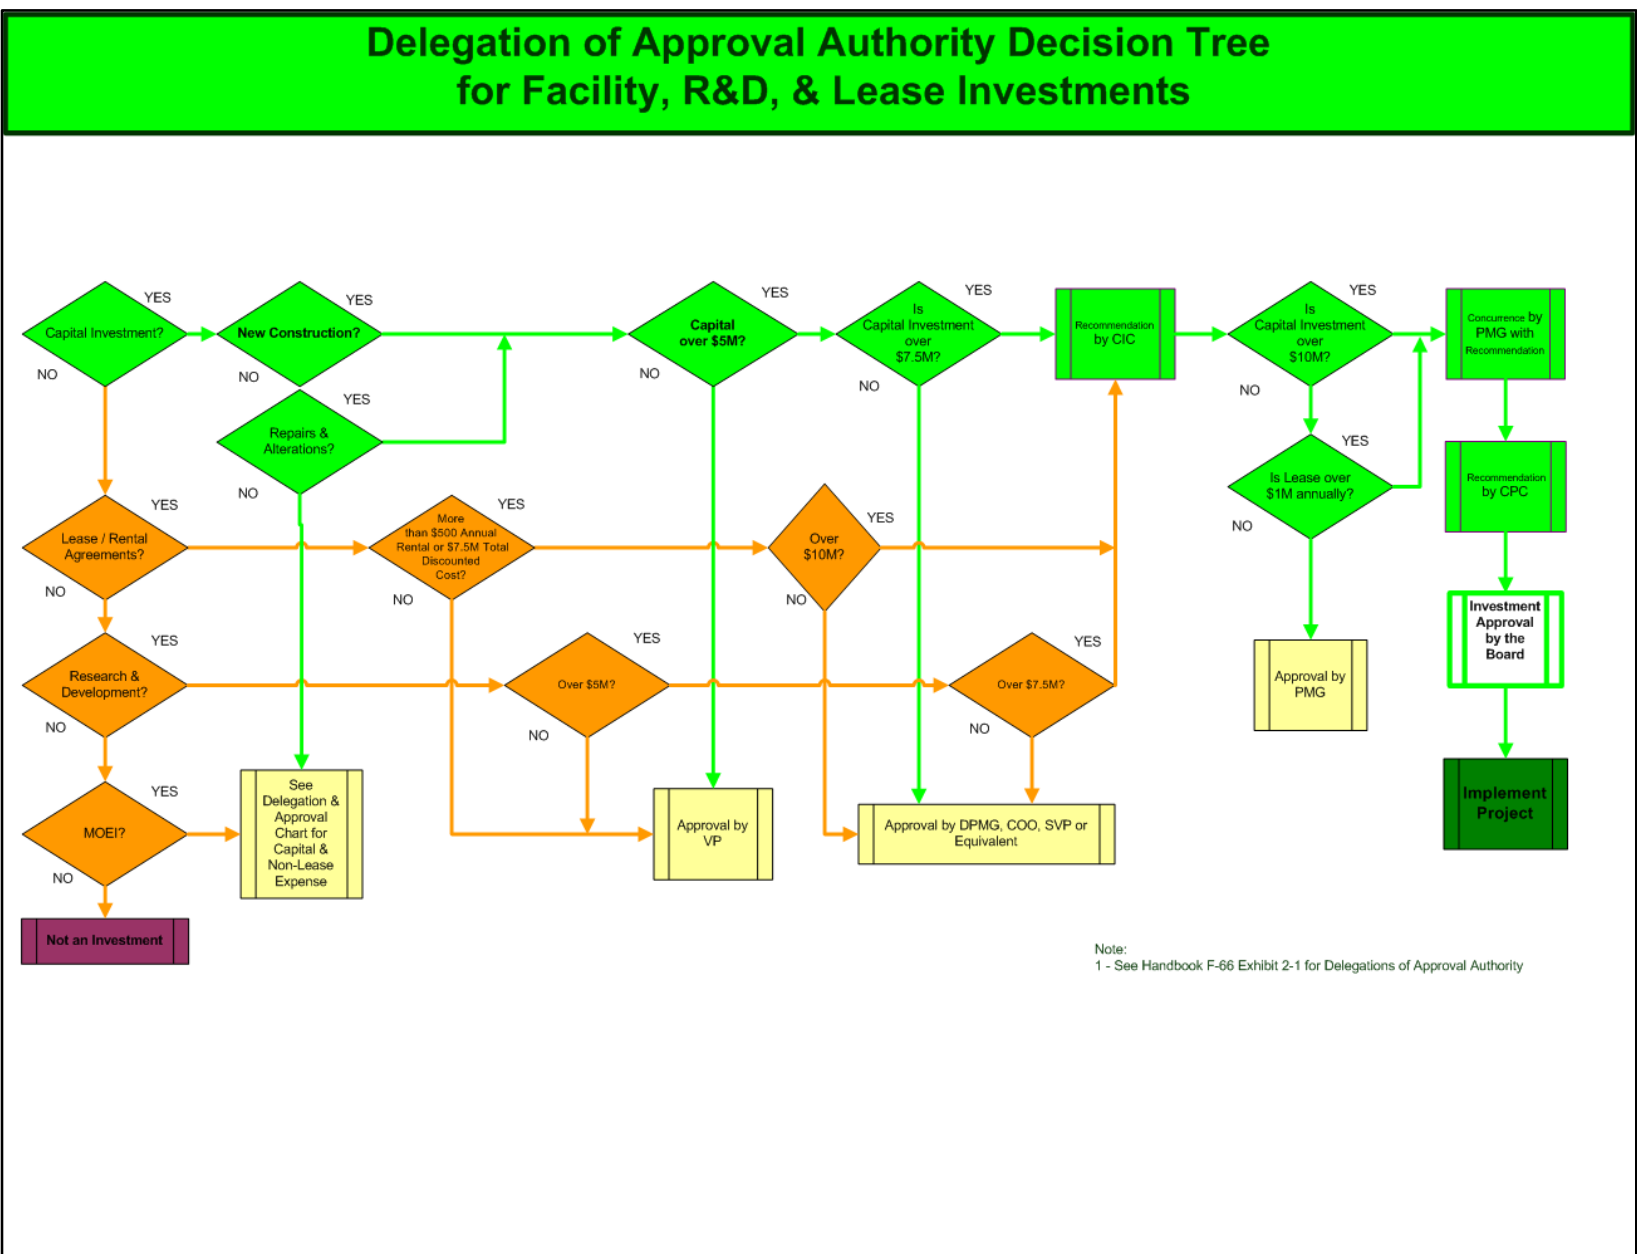 Delegation of Approval Authority Decision Tree
for Facility, R&D, & Lease Investments
Capital Investment?
YES
NO
New Construction?
YES
NO
Repairs &
Alterations?
YES
NO
Capital
over $5M?
YES
NO
Is
Capital Investment
over
$7.5M?
YES
NO
Recommendation
by CIC
Is
Capital Investment
over
$10M?
YES
NO
Concurrence by
PMG with
Recommendation
Is Lease over
$1M annually?
YES
NO
Recommendation
by CPC
Lease / Rental
Agreements?
YES
NO
More
than $500 Annual
Rental or $7.5M Total
Discounted
Cost?
YES
NO
Over
$10M?
YES
NO
Investment
Approval
by the
Board
Research &
Development?
YES
NO
Over $5M?
YES
NO
Over $7.5M?
YES
NO
Approval by
PMG
MOEI?
YES
NO
See
Delegation &
Approval
Chart for
Capital &
Non-Lease
Expense
Approval by
VP
Approval by DPMG, COO, SVP or
Equivalent
Implement
Project
Not an Investment
Note:
1 - See Handbook F-66 Exhibit 2-1 for Delegations of Approval Authority